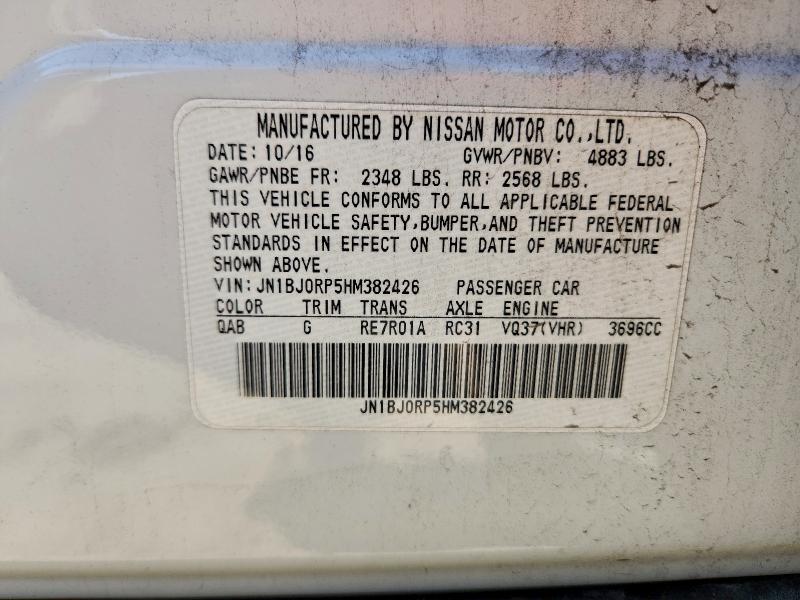 MANUFACTURED BY NISSAN MOTOR CO.,LTD.
DATE: 10/16 GVWR/PNBV: 4883 LBS.
GAWR/PNBE FR: 2348 LBS. RR: 2568 LBS.
THIS VEHICLE CONFORMS TO ALL APPLICABLE FEDERAL
MOTOR VEHICLE SAFETY,BUMPER,AND THEFT PREVENTION
STANDARDS IN EFFECT ON THE DATE OF MANUFACTURE
SHOWN ABOVE.
VIN:JN1BJ0RP5HM382426 PASSENGER CAR
COLOR TRIM TRANS AXLE ENGINE
QAB G RE7R01A RC31 VQ37(VHR) 3696CC
JN1BJ0RP5HM382426